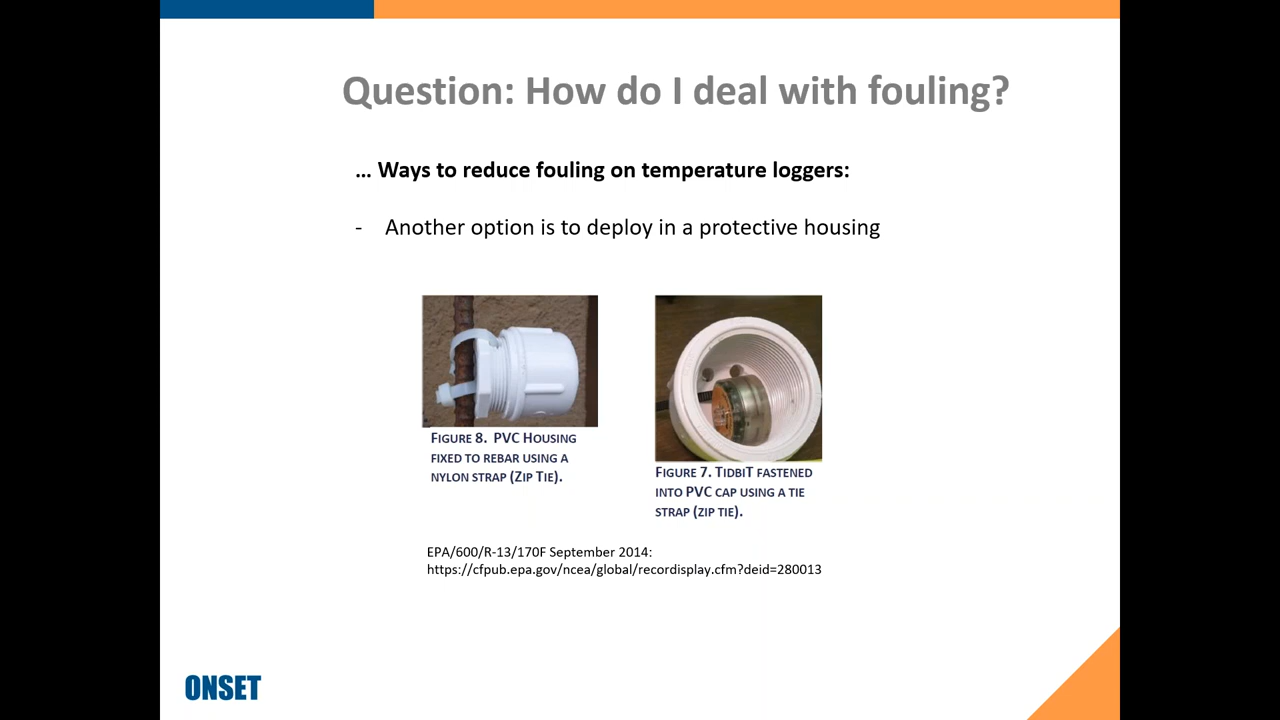 Question: How do I deal with fouling?
… Ways to reduce fouling on temperature loggers:
- Another option is to deploy in a protective housing
FIGURE 8. PVC HOUSING
FIXED TO REBAR USING A
NYLON STRAP (ZIP TIE).
FIGURE 7. TIDBIT FASTENED
INTO PVC CAP USING A TIE
STRAP (ZIP TIE).
EPA/600/R-13/170F September 2014:
https://cfpub.epa.gov/ncea/global/recordisplay.cfm?deid=280013
ONSET